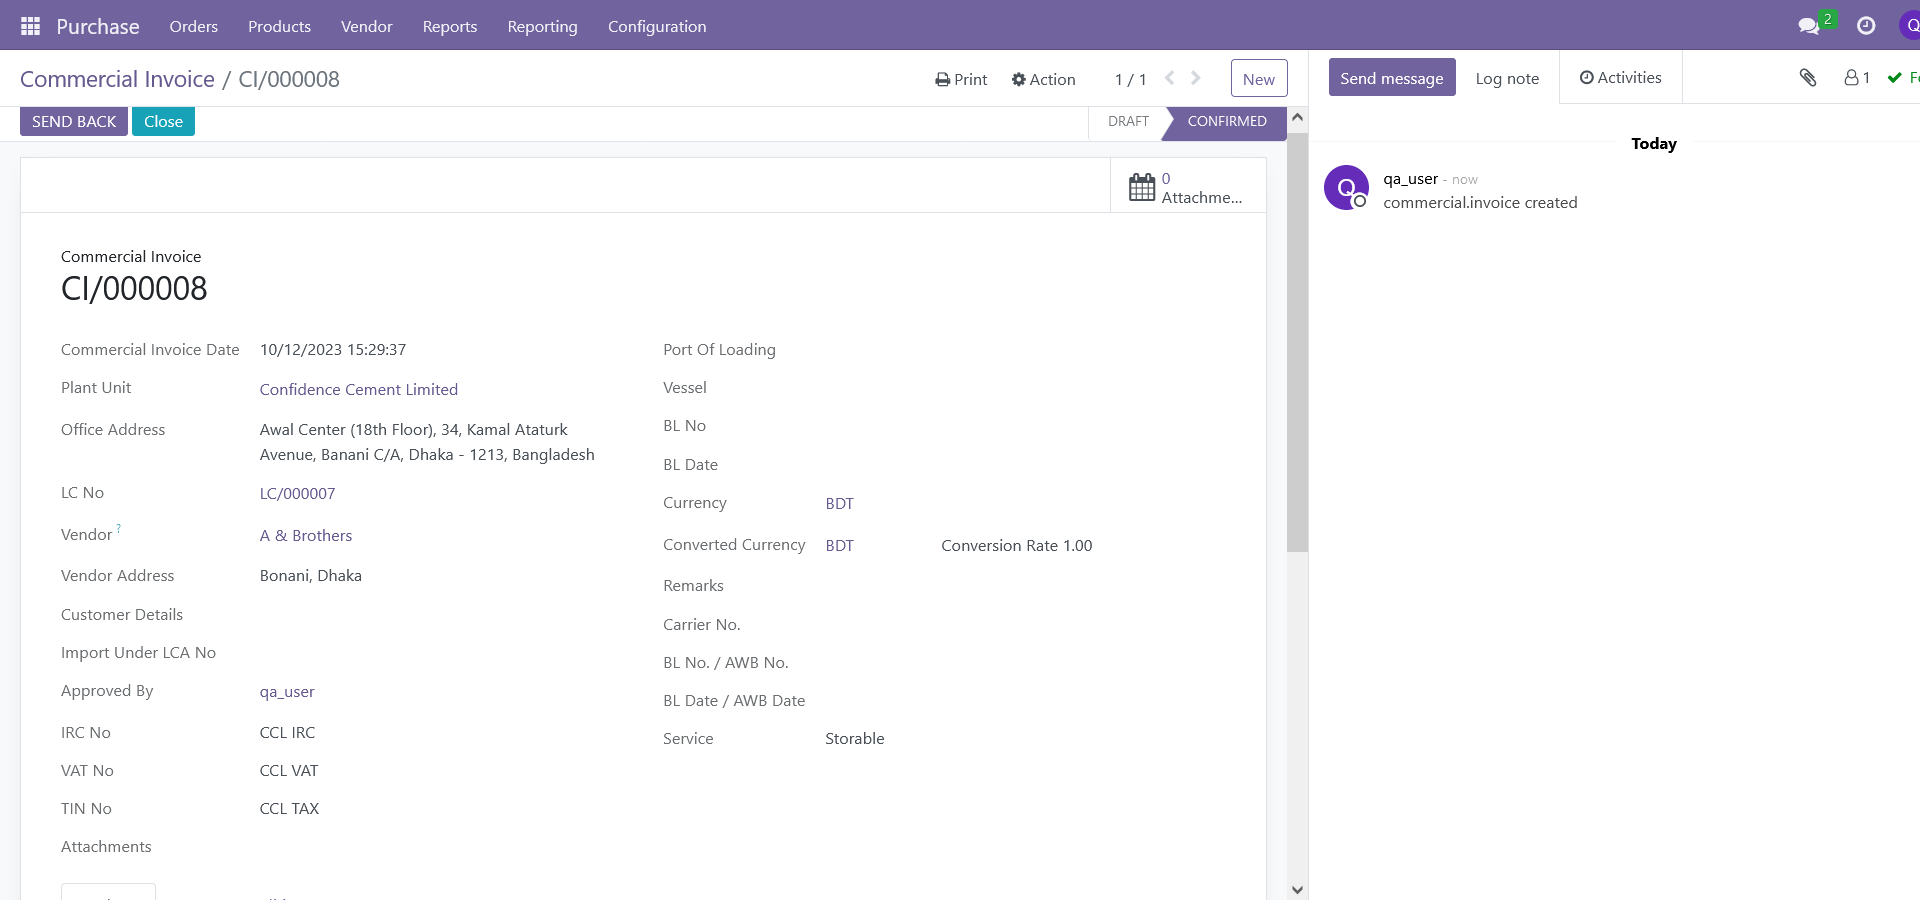 Purchase Orders Products Vendor Reports Reporting Configuration 2 Q
Commercial Invoice / CI/000008 Print Action 1 / 1 New
Send message Log note Activities 1
SEND BACK Close DRAFT CONFIRMED
Today
0
Attachme...
qa_user - now
commercial.invoice created
Q
Commercial Invoice
CI/000008
Commercial Invoice Date 10/12/2023 15:29:37
Plant Unit Confidence Cement Limited
Office Address Awal Center (18th Floor), 34, Kamal Ataturk
Avenue, Banani C/A, Dhaka - 1213, Bangladesh
LC No LC/000007
Vendor ? A & Brothers
Vendor Address Bonani, Dhaka
Customer Details
Import Under LCA No
Approved By qa_user
IRC No CCL IRC
VAT No CCL VAT
TIN No CCL TAX
Attachments
Port Of Loading
Vessel
BL No
BL Date
Currency BDT
Converted Currency BDT Conversion Rate 1.00
Remarks
Carrier No.
BL No. / AWB No.
BL Date / AWB Date
Service Storable